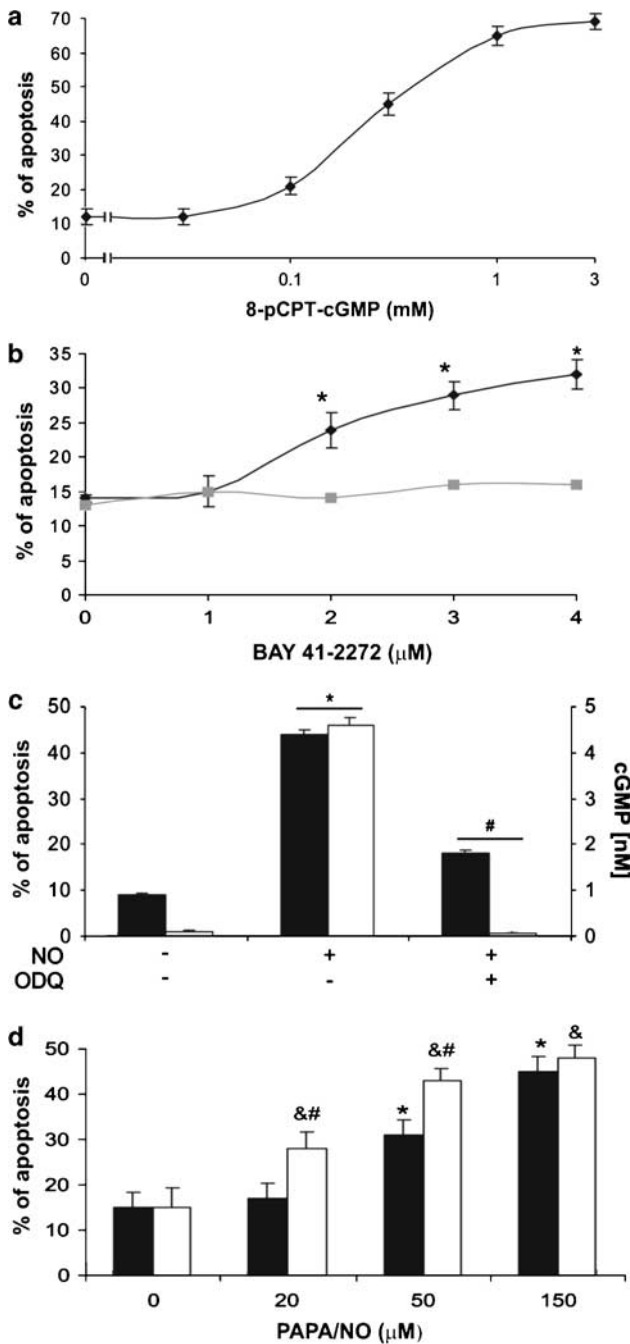 a
% of apoptosis
80
70
60
50
40
30
20
10
0
0 0.1 1 3
8-pCPT-cGMP (mM)
b
% of apoptosis
35
30
25
20
15
10
5
0
* * *
0 1 2 3 4
BAY 41-2272 (μM)
c
% of apoptosis
50
40
30
20
10
0
* #
5
4
3
2
1
0
cGMP [nM]
NO - + +
ODQ - - +
d
% of apoptosis
50
40
30
20
10
0
&# * &# * &
0 20 50 150
PAPA/NO (μM)